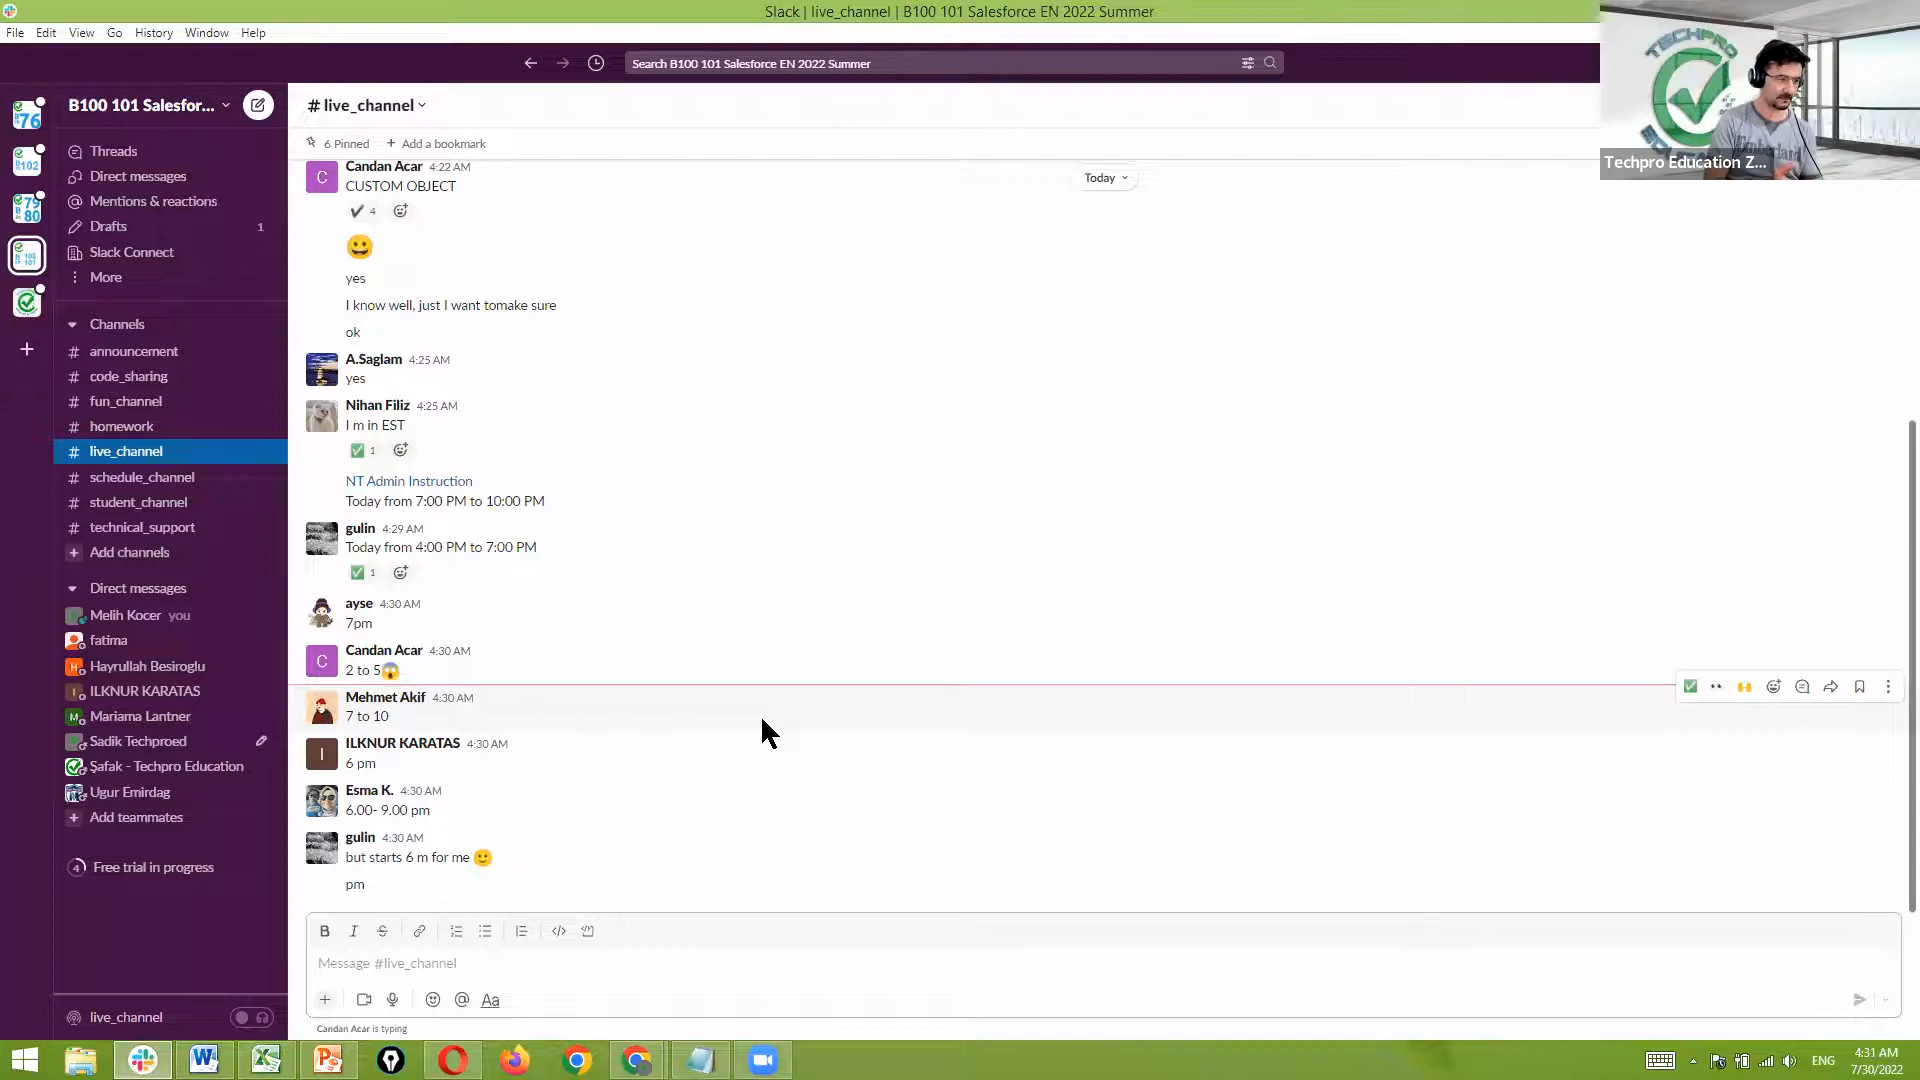 Slack | live_channel | B100 101 Salesforce EN 2022 Summer
File Edit View Go History Window Help
Search B100 101 Salesforce EN 2022 Summer
TECHPRO
Techpro Education Z...
76
102
79
80
100
101
B100 101 Salesfor...
Threads
Direct messages
Mentions & reactions
Drafts 1
Slack Connect
More
Channels
# announcement
# code_sharing
# fun_channel
# homework
# live_channel
# schedule_channel
# student_channel
# technical_support
+ Add channels
Direct messages
Melih Kocer you
fatima
H Hayrullah Besiroglu
I ILKNUR KARATAS
M Mariama Lantner
Sadik Techproed
Şafak - Techpro Education
Ugur Emirdag
+ Add teammates
4 Free trial in progress
live_channel
# live_channel
6 Pinned + Add a bookmark
Today
C Candan Acar 4:22 AM
CUSTOM OBJECT
✔ 4
😀
yes
I know well, just I want tomake sure
ok
A.Saglam 4:25 AM
yes
Nihan Filiz 4:25 AM
I m in EST
✅ 1
NT Admin Instruction
Today from 7:00 PM to 10:00 PM
gulin 4:29 AM
Today from 4:00 PM to 7:00 PM
✅ 1
ayse 4:30 AM
7pm
C Candan Acar 4:30 AM
2 to 5😱
Mehmet Akif 4:30 AM
7 to 10
I ILKNUR KARATAS 4:30 AM
6 pm
Esma K. 4:30 AM
6.00- 9.00 pm
gulin 4:30 AM
but starts 6 m for me 🙂
pm
B I S
Message #live_channel
+ @ Aa
Candan Acar is typing
ENG
4:31 AM
7/30/2022